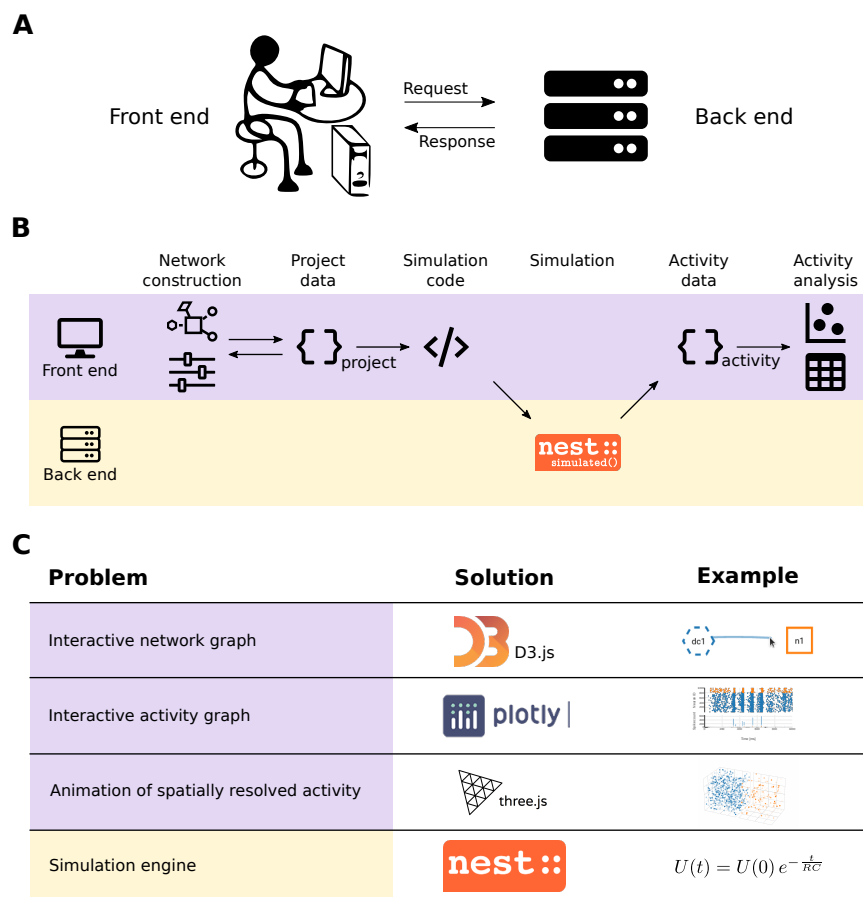 A
Front end
Request
Response
Back end
B
Network construction
Project data
Simulation code
Simulation
Activity data
Activity analysis
Front end
project
activity
Back end
nest::
simulated()
C
Problem
Solution
Example
Interactive network graph
D3.js
dc1
n1
Interactive activity graph
plotly
Animation of spatially resolved activity
three.js
Simulation engine
nest::
U(t) = U(0) e^{-\frac{t}{RC}}